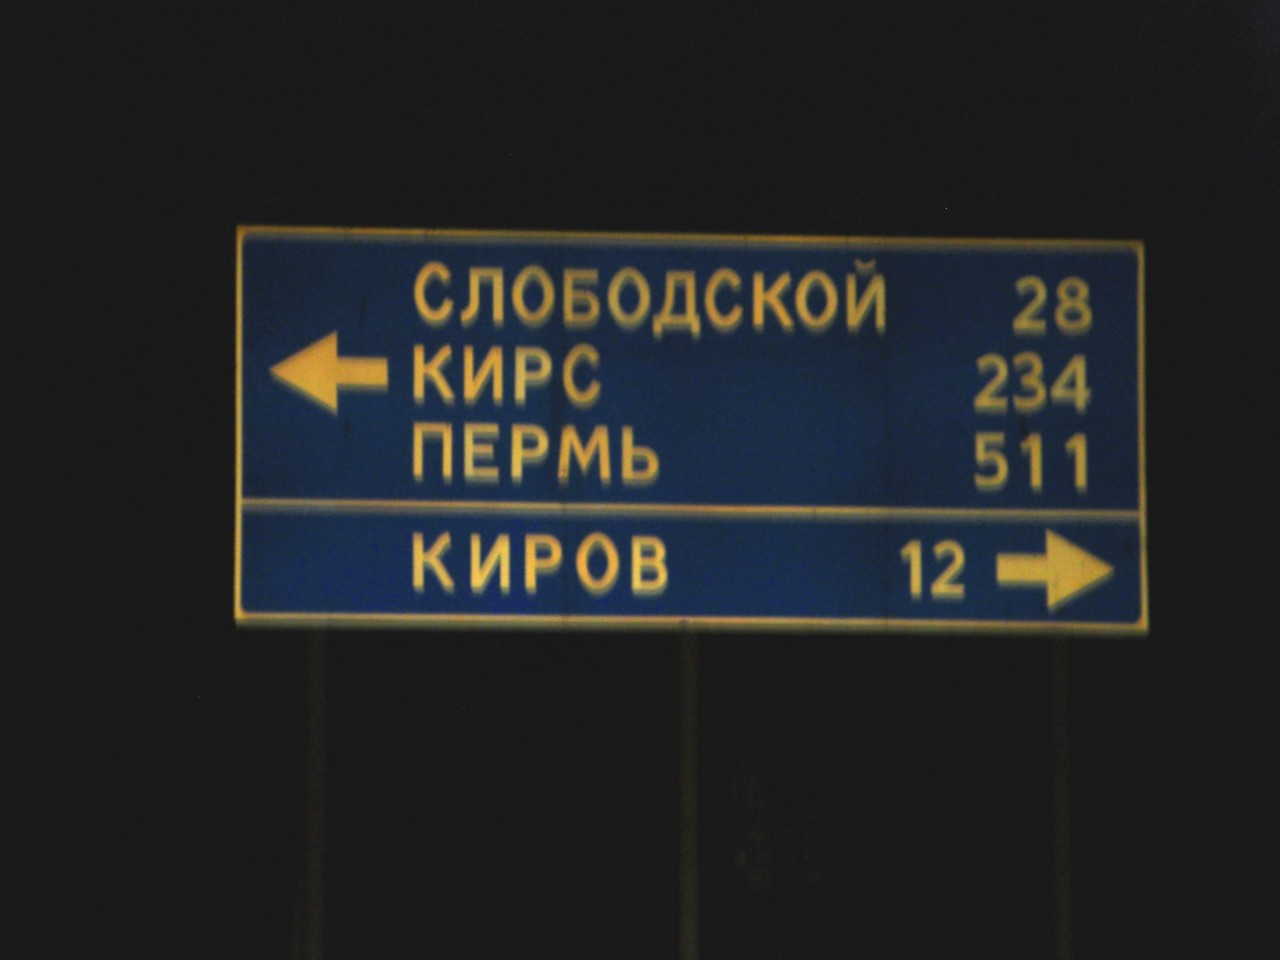 СЛОБОДСКОЙ 28
КИРС 234
ПЕРМЬ 511
КИРОВ 12